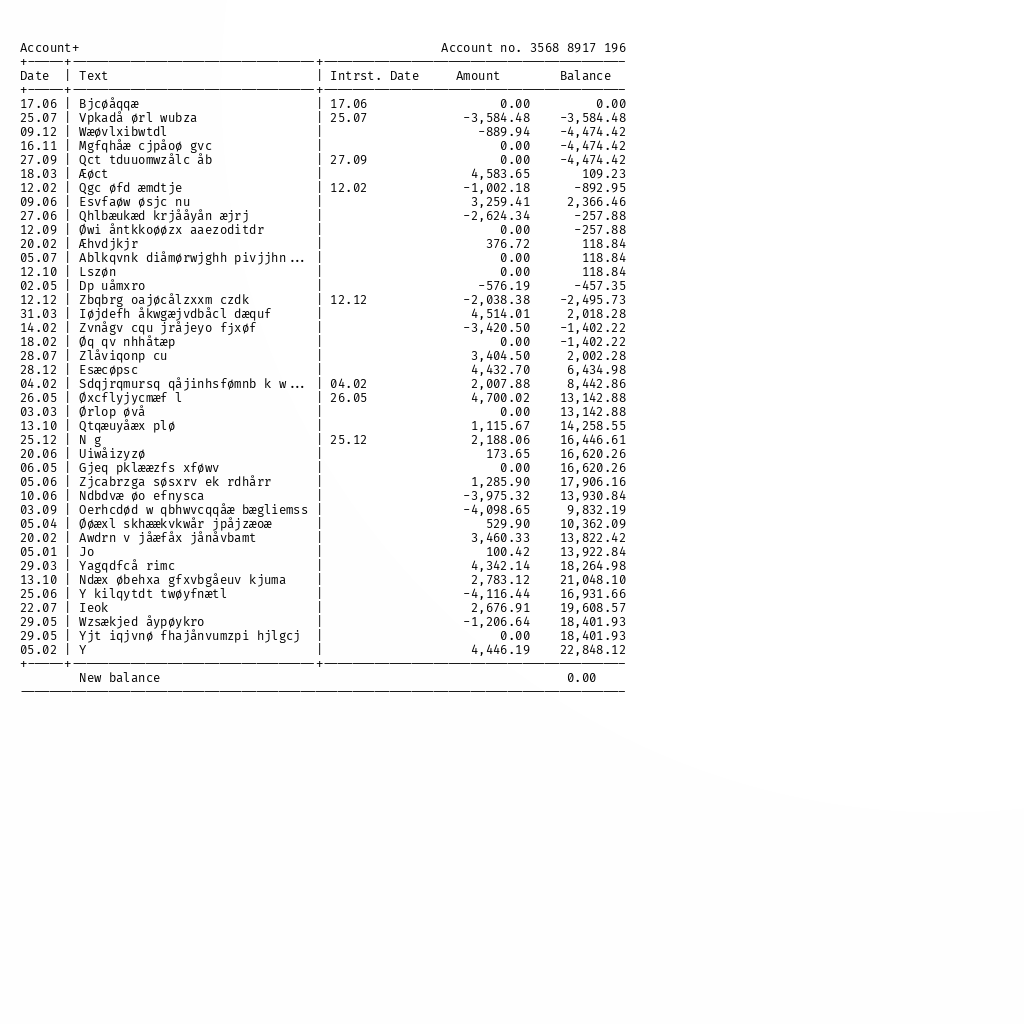 Account+ Account no. 3568 8917 196
Date | Text | Intrst. Date Amount Balance
17.06 | Bjcøåqqæ | 17.06 0.00 0.00
25.07 | Vpkadå ørl wubza | 25.07 -3,584.48 -3,584.48
09.12 | Wæøvlxibwtdl | -889.94 -4,474.42
16.11 | Mgfqhåæ cjpåoø gvc | 0.00 -4,474.42
27.09 | Qct tduuomwzålc åb | 27.09 0.00 -4,474.42
18.03 | Æøct | 4,583.65 109.23
12.02 | Qgc øfd æmdtje | 12.02 -1,002.18 -892.95
09.06 | Esvfaøw øsjc nu | 3,259.41 2,366.46
27.06 | Qhlbæukæd krjååyån æjrj | -2,624.34 -257.88
12.09 | Øwi åntkkoøøzx aaezoditdr | 0.00 -257.88
20.02 | Æhvdjkjr | 376.72 118.84
05.07 | Ablkqvnk diåmørwjghh pivjjhn... | 0.00 118.84
12.10 | Lszøn | 0.00 118.84
02.05 | Dp uåmxro | -576.19 -457.35
12.12 | Zbqbrg oajøcålzxxm czdk | 12.12 -2,038.38 -2,495.73
31.03 | Iøjdefh åkwgæjvdbåcl dæquf | 4,514.01 2,018.28
14.02 | Zvnågv cqu jråjeyo fjxøf | -3,420.50 -1,402.22
18.02 | Øq qv nhhåtæp | 0.00 -1,402.22
28.07 | Zlåviqonp cu | 3,404.50 2,002.28
28.12 | Esæcøpsc | 4,432.70 6,434.98
04.02 | Sdqjrqmursq qåjinhsfømnb k w... | 04.02 2,007.88 8,442.86
26.05 | Øxcflyjycmæf l | 26.05 4,700.02 13,142.88
03.03 | Ørlop øvå | 0.00 13,142.88
13.10 | Qtqæuyåæx plø | 1,115.67 14,258.55
25.12 | N g | 25.12 2,188.06 16,446.61
20.06 | Uiwåizyzø | 173.65 16,620.26
06.05 | Gjeq pklææzfs xføwv | 0.00 16,620.26
05.06 | Zjcabrzga søsxrv ek rdhårr | 1,285.90 17,906.16
10.06 | Ndbdvæ øo efnysca | -3,975.32 13,930.84
03.09 | Oerhcdød w qbhwvcqqåæ bægliemss | -4,098.65 9,832.19
05.04 | Øøæxl skhæækvkwår jpåjzæoæ | 529.90 10,362.09
20.02 | Awdrn v jåæfåx jånåvbamt | 3,460.33 13,822.42
05.01 | Jo | 100.42 13,922.84
29.03 | Yagqdfcå rimc | 4,342.14 18,264.98
13.10 | Ndæx øbehxa gfxvbgåeuv kjuma | 2,783.12 21,048.10
25.06 | Y kilqytdt twøyfnætl | -4,116.44 16,931.66
22.07 | Ieok | 2,676.91 19,608.57
29.05 | Wzsækjed åypøykro | -1,206.64 18,401.93
29.05 | Yjt iqjvnø fhajånvumzpi hjlgcj | 0.00 18,401.93
05.02 | Y | 4,446.19 22,848.12
New balance 0.00